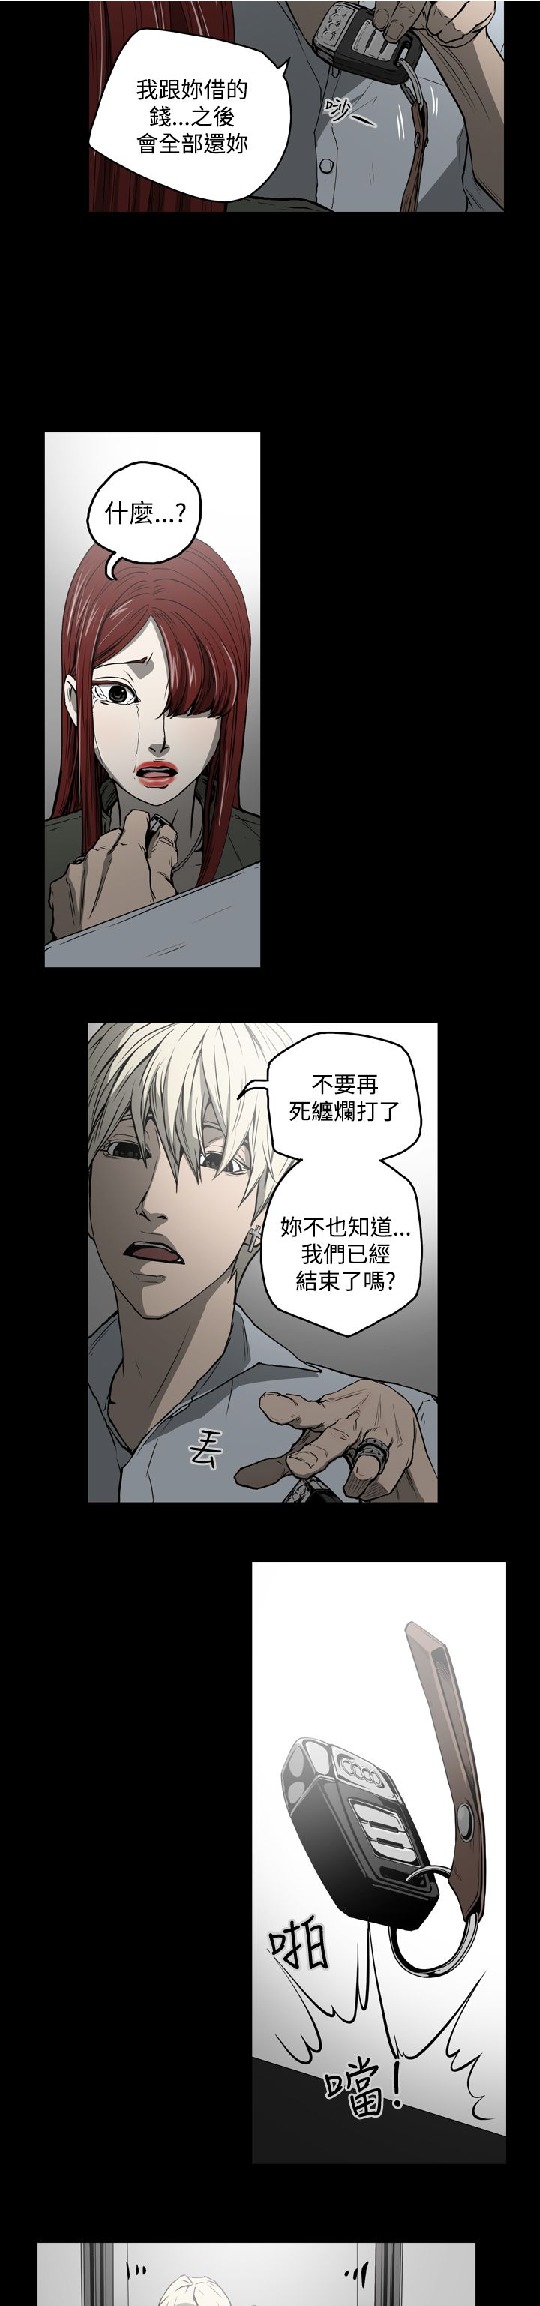 我跟妳借的
錢...之後
會全部還妳
唦
什麼...?
不要再
死纏爛打了
妳不也知道...
我們已經
結束了嗎?
丟
啪
噹!